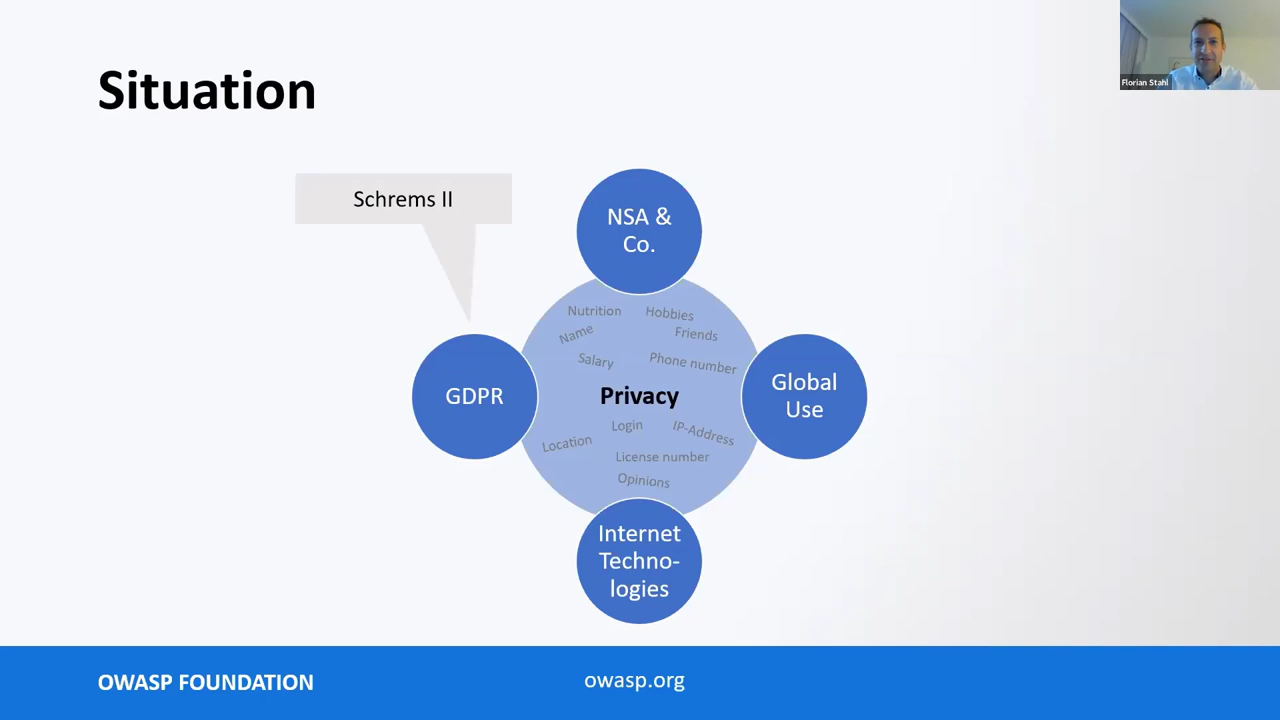 Situation
Florian Stahl
Schrems II
NSA &
Co.
Nutrition
Hobbies
Name
Friends
Salary
Phone number
GDPR
Privacy
Global
Use
Login
IP-Address
Location
License number
Opinions
Internet
Techno-
logies
OWASP FOUNDATION
owasp.org